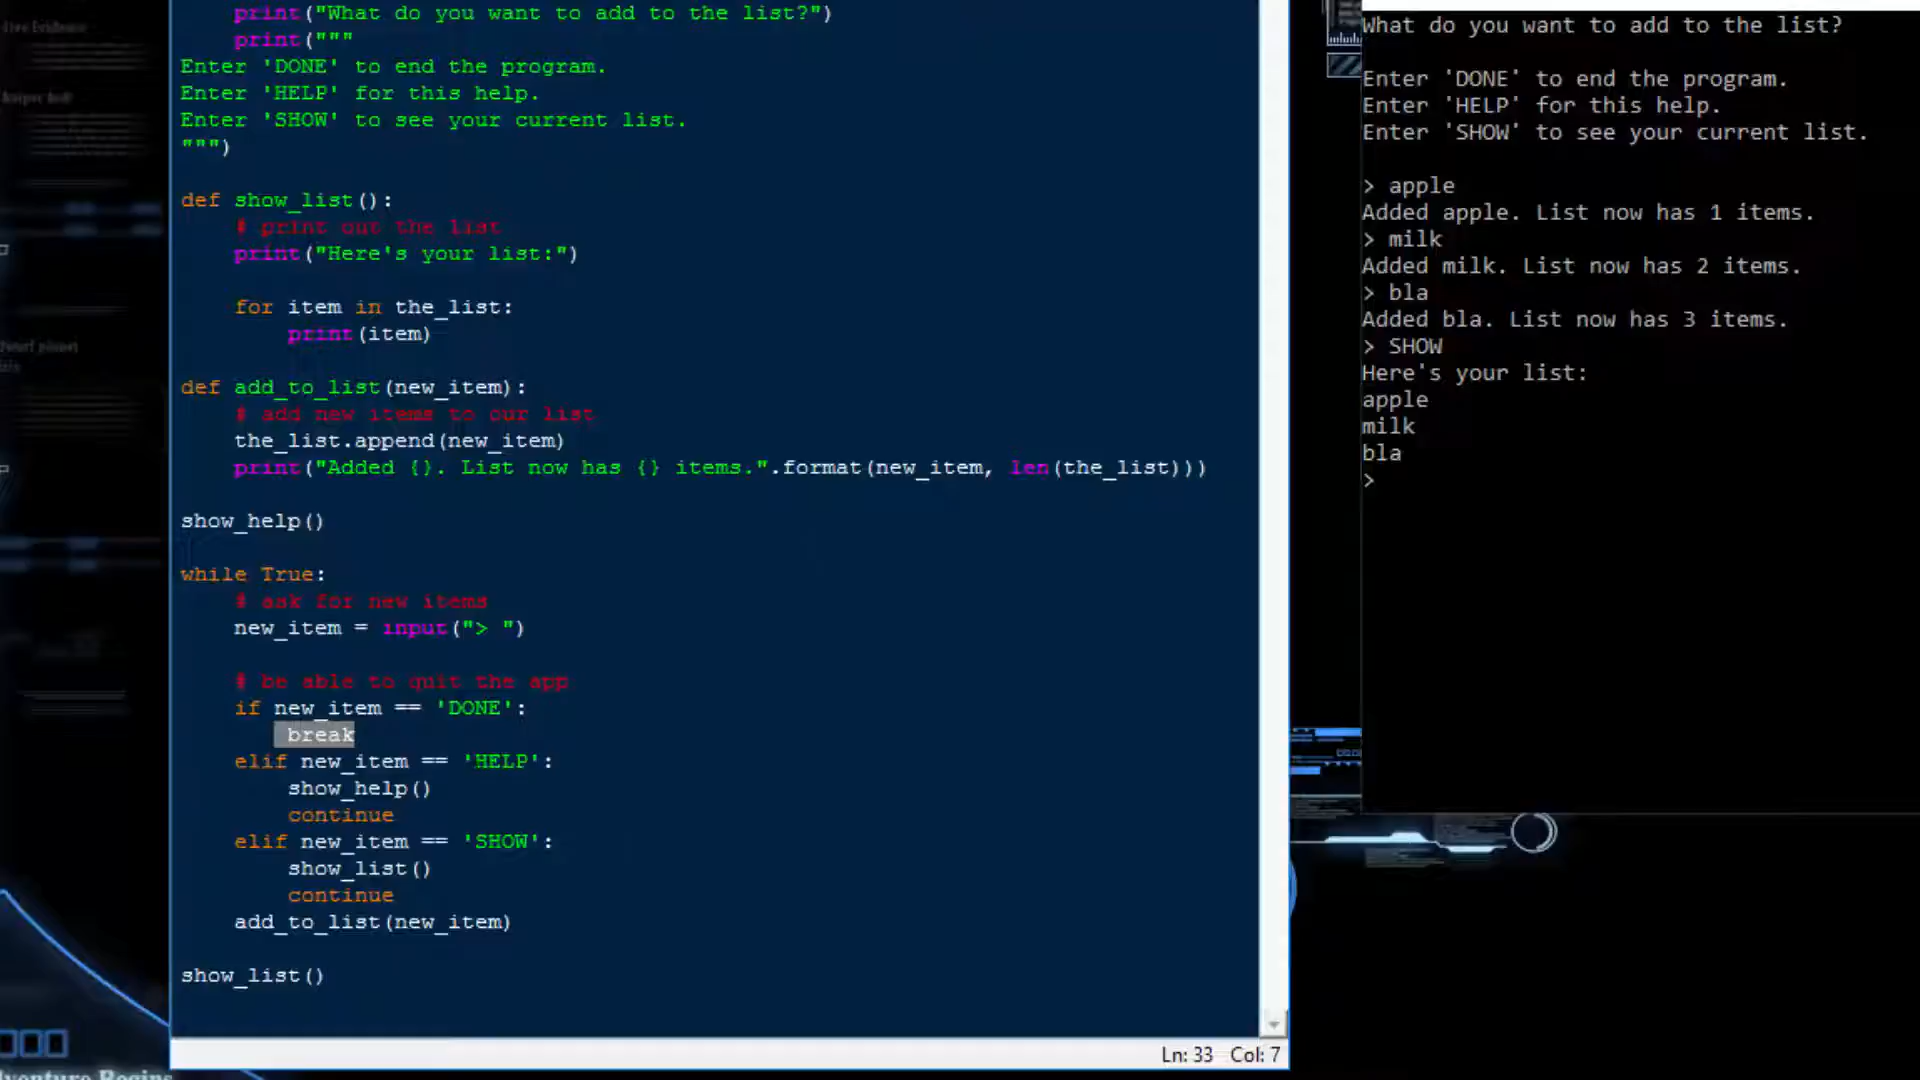 print("What do you want to add to the list?")
print("""
Enter 'DONE' to end the program.
Enter 'HELP' for this help.
Enter 'SHOW' to see your current list.
""")
def show_list():
# print out the list
print("Here's your list:")
for item in the_list:
print(item)
def add_to_list(new_item):
# add new items to our list
the_list.append(new_item)
print("Added {}. List now has {} items.".format(new_item, len(the_list)))
show_help()
while True:
# ask for new items
new_item = input("> ")
# be able to quit the app
if new_item == 'DONE':
break
elif new_item == 'HELP':
show_help()
continue
elif new_item == 'SHOW':
show_list()
continue
add_to_list(new_item)
show_list()
Ln: 33 Col: 7
What do you want to add to the list?
Enter 'DONE' to end the program.
Enter 'HELP' for this help.
Enter 'SHOW' to see your current list.
> apple
Added apple. List now has 1 items.
> milk
Added milk. List now has 2 items.
> bla
Added bla. List now has 3 items.
> SHOW
Here's your list:
apple
milk
bla
>
Begins